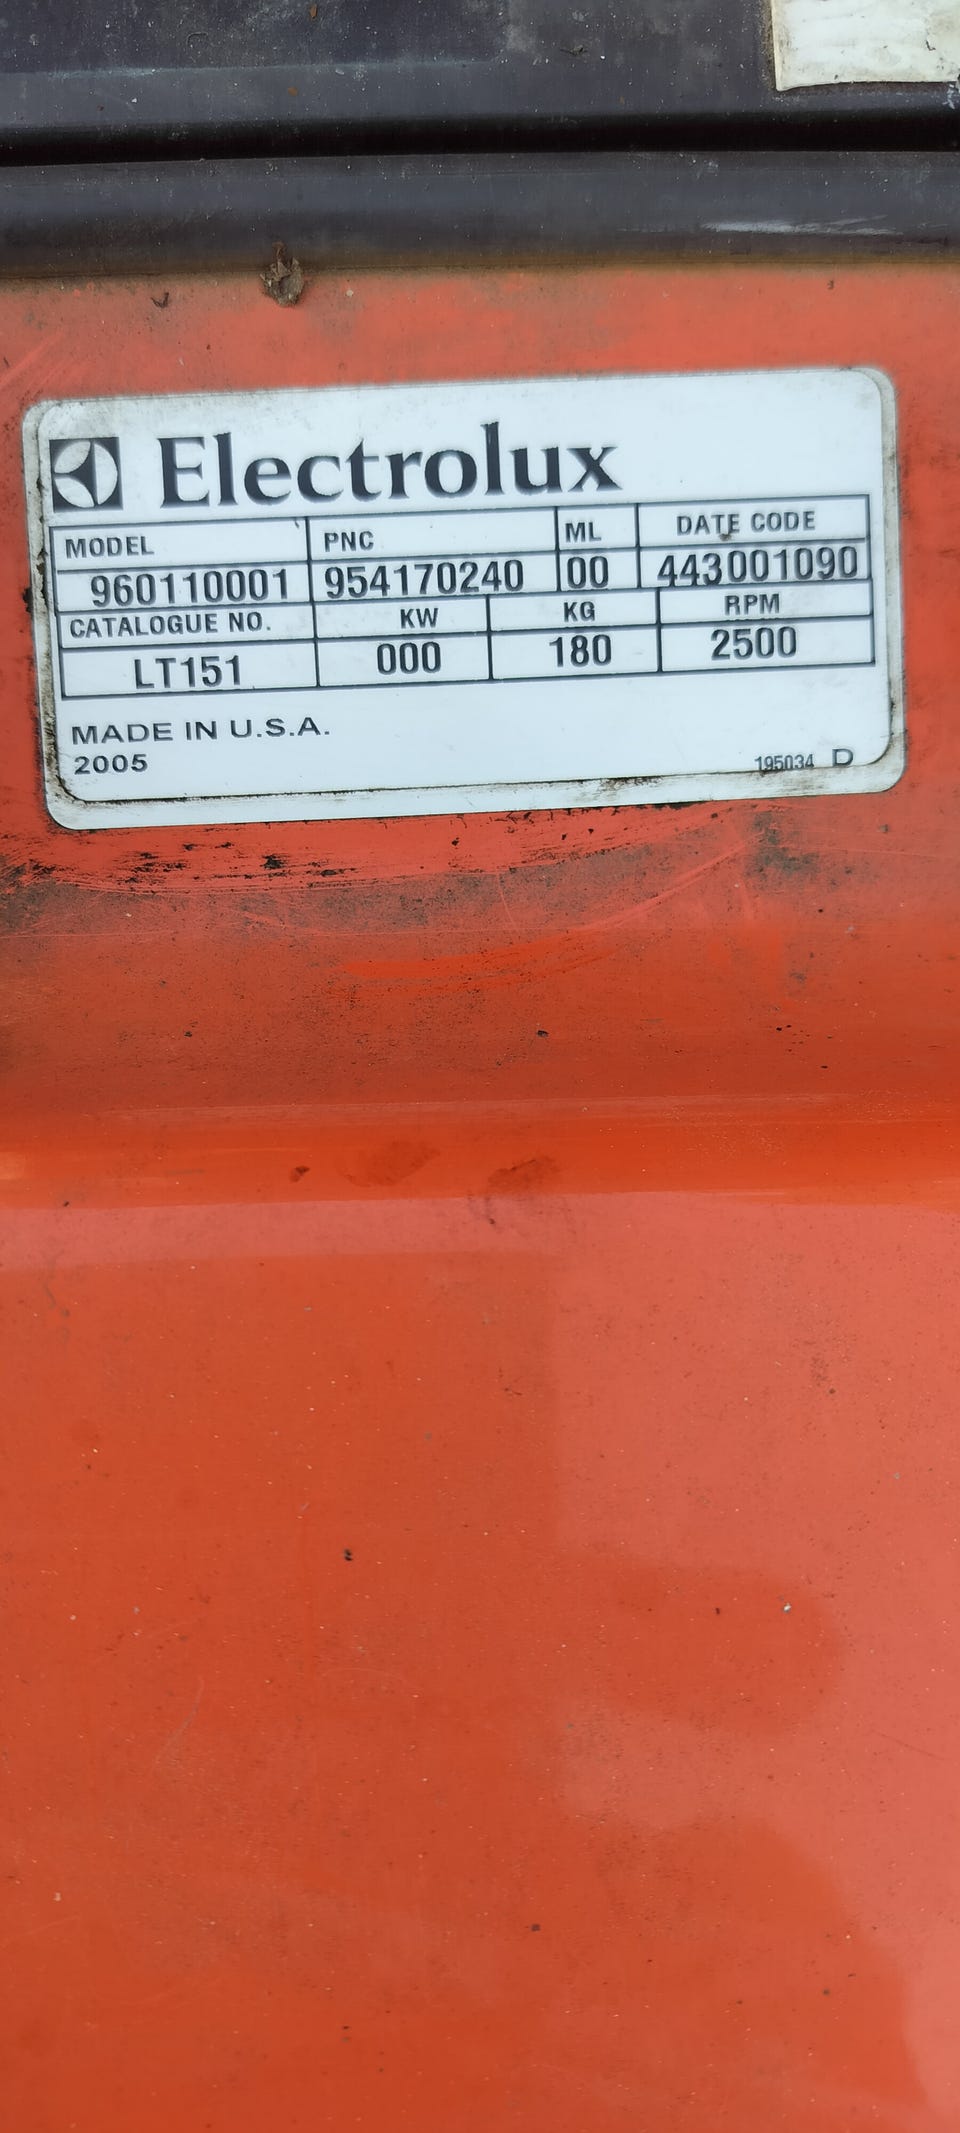 Electrolux
MODEL PNC ML DATE CODE
960110001 954170240 00 443001090
CATALOGUE NO. KW KG RPM
LT151 000 180 2500
MADE IN U.S.A.
2005
195034 D